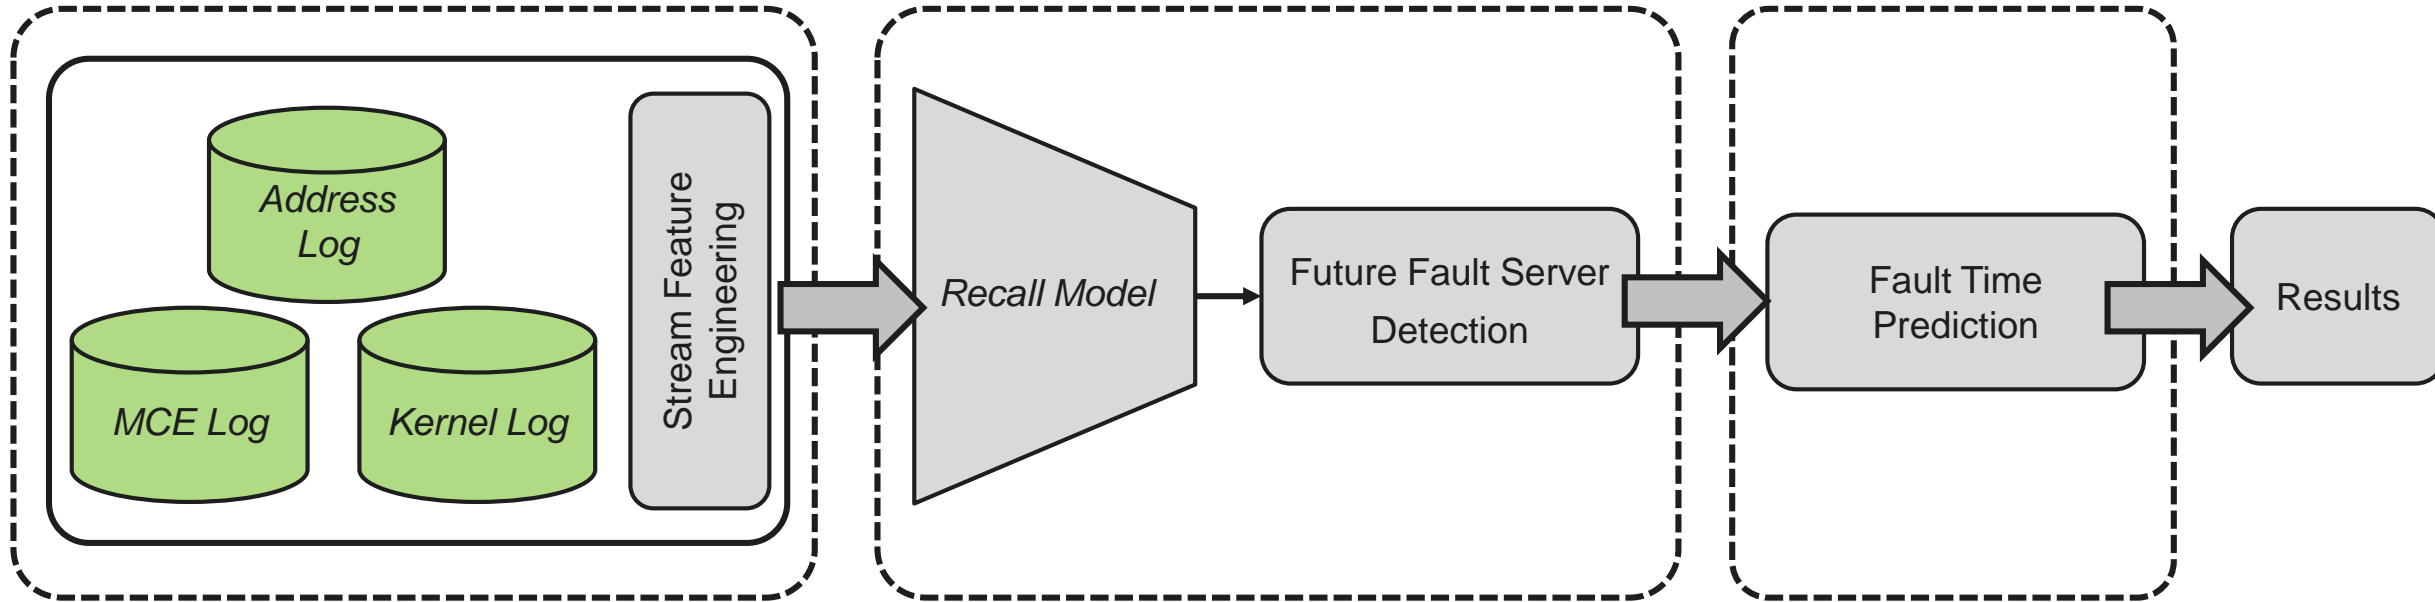 Address
Log
MCE Log
Kernel Log
Stream Feature
Engineering
Recall Model
Future Fault Server
Detection
Fault Time
Prediction
Results